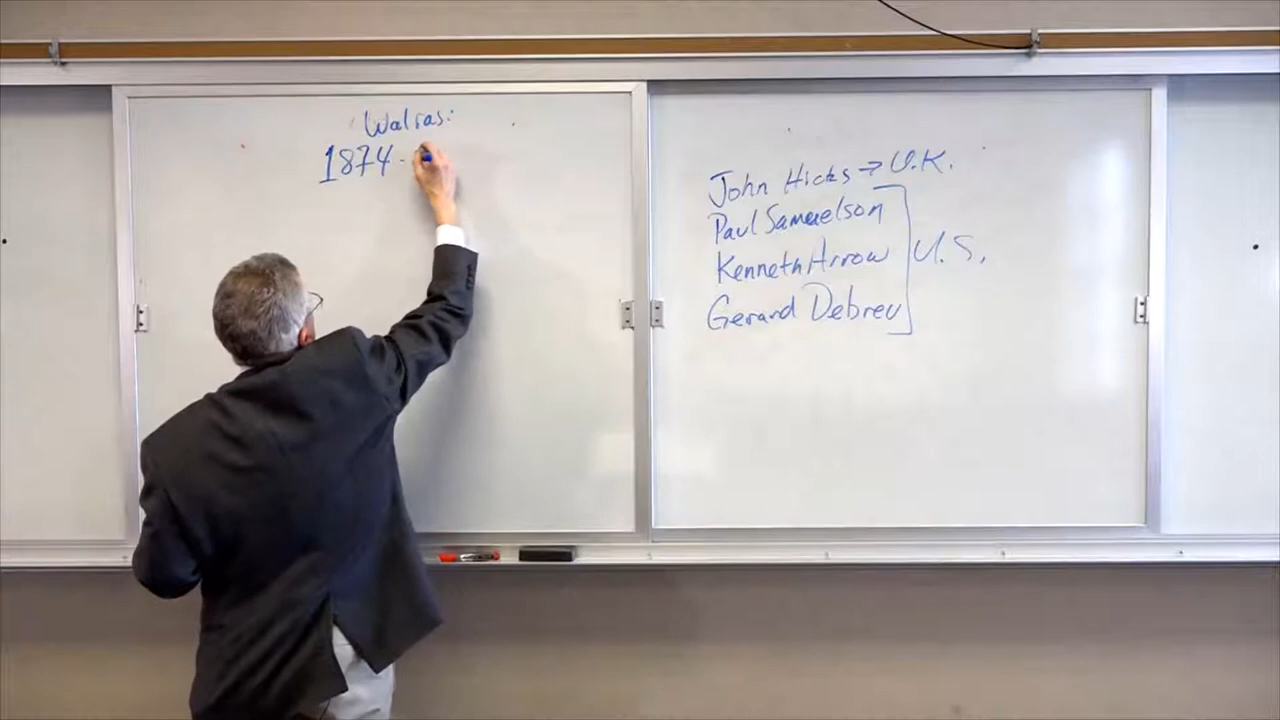 Walras:
1874-
John Hicks → U.K.
Paul Samuelson
Kenneth Arrow
Gerard Debreu
U.S.